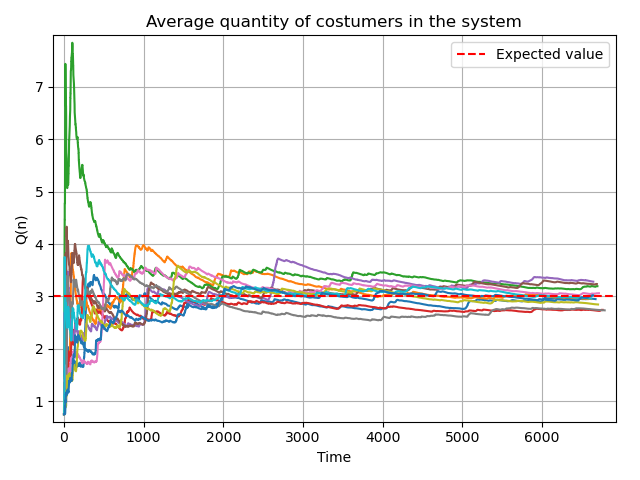 Average quantity of costumers in the system
Expected value
Q(n)
7
6
5
4
3
2
1
0 1000 2000 3000 4000 5000 6000
Time